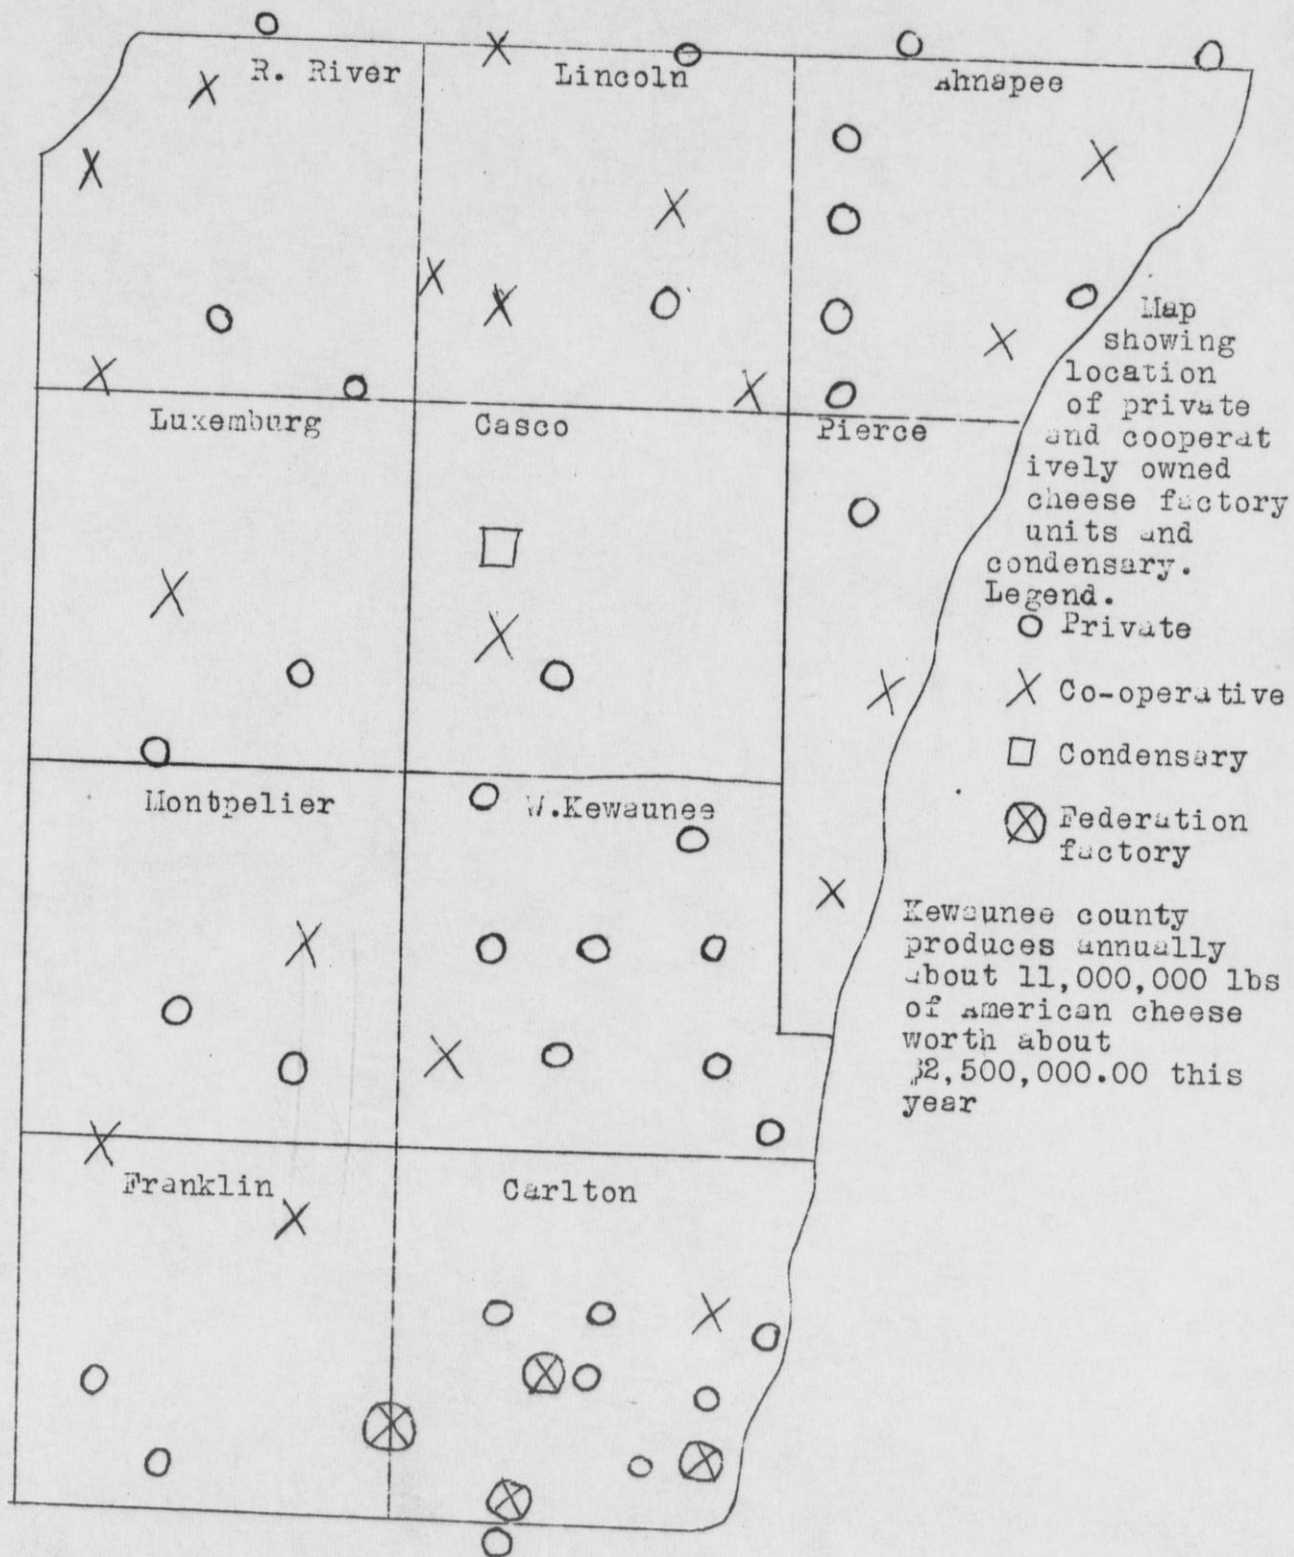 R. River
Lincoln
Ahnapee
Luxemburg
Casco
Pierce
Map
showing
location
of private
and cooperat
ively owned
cheese factory
units and
condensary.
Legend.
Private
Co-operative
Condensary
Federation
factory
Montpelier
W.Kewaunee
Kewaunee county
produces annually
about 11,000,000 lbs
of American cheese
worth about
$2,500,000.00 this
year
Franklin
Carlton